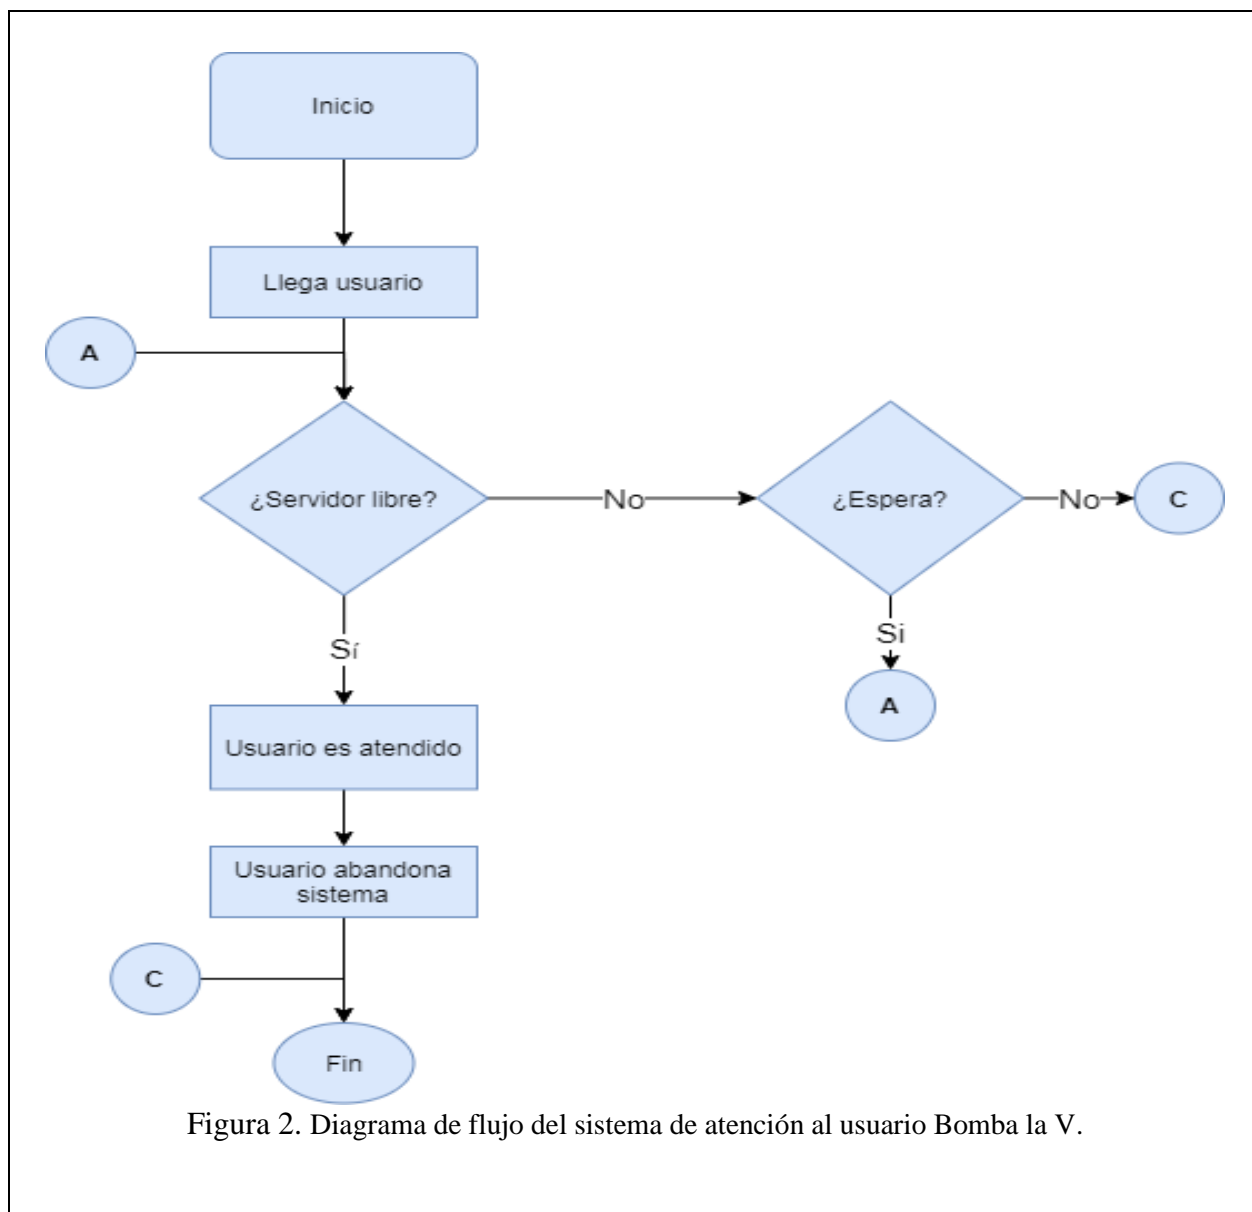 Inicio
Llega usuario
A
¿Servidor libre?
No
¿Espera?
No
C
Sí
Si
A
Usuario es atendido
Usuario abandona
sistema
C
Fin
Figura 2. Diagrama de flujo del sistema de atención al usuario Bomba la V.